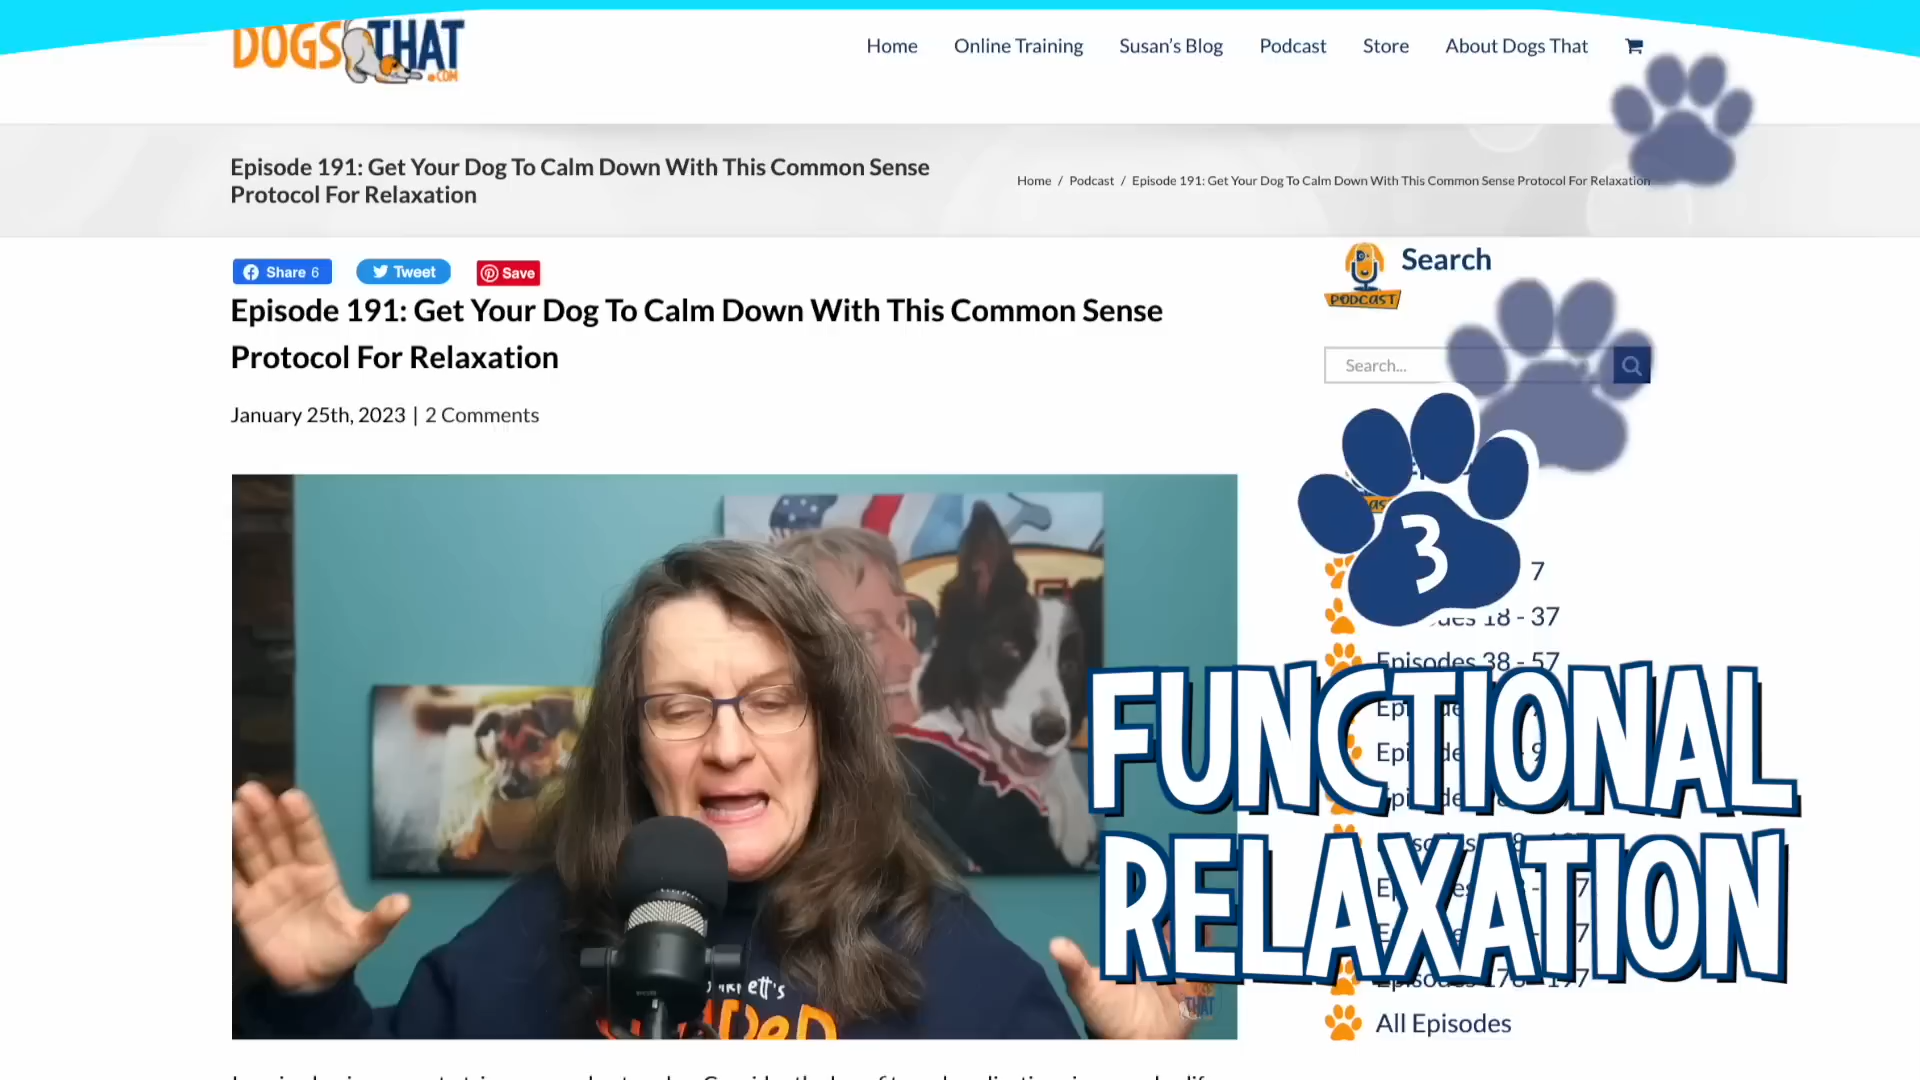 DOGS THAT
.COM
Home Online Training Susan's Blog Podcast Store About Dogs That
Episode 191: Get Your Dog To Calm Down With This Common Sense
Protocol For Relaxation
Home / Podcast / Episode 191: Get Your Dog To Calm Down With This Common Sense Protocol For Relaxation
Share 6
Tweet
Save
Episode 191: Get Your Dog To Calm Down With This Common Sense
Protocol For Relaxation
January 25th, 2023 | 2 Comments
PODCAST
Search
Search...
3
7
18 - 37
Episodes 38 - 57
FUNCTIONAL
RELAXATION
All Episodes
THAT